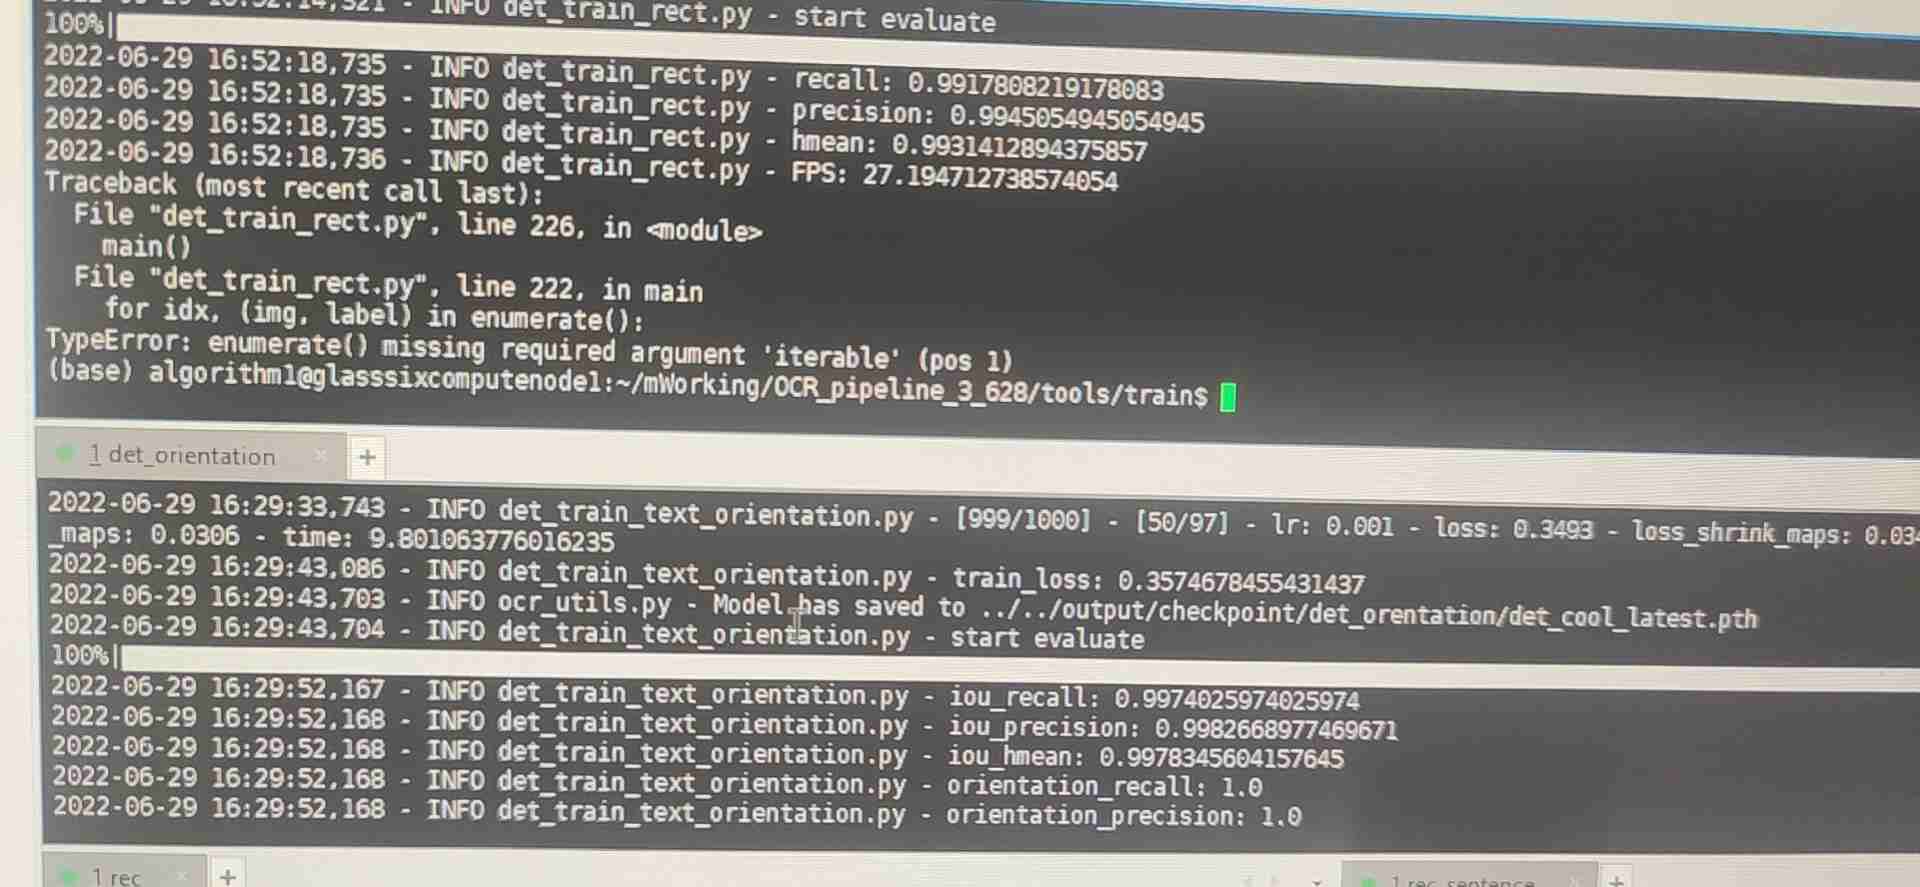 INFO det_train_rect.py - start evaluate
100%|
2022-06-29 16:52:18,735 - INFO det_train_rect.py - recall: 0.9917808219178083
2022-06-29 16:52:18,735 - INFO det_train_rect.py - precision: 0.9945054945054945
2022-06-29 16:52:18,735 - INFO det_train_rect.py - hmean: 0.9931412894375857
2022-06-29 16:52:18,736 - INFO det_train_rect.py - FPS: 27.194712738574054
Traceback (most recent call last):
File "det_train_rect.py", line 226, in <module>
main()
File "det_train_rect.py", line 222, in main
for idx, (img, label) in enumerate():
TypeError: enumerate() missing required argument 'iterable' (pos 1)
(base) algorithm1@glasssixcomputenode1:~/mWorking/OCR_pipeline_3_628/tools/train$
1 det_orientation × +
2022-06-29 16:29:33,743 - INFO det_train_text_orientation.py - [999/1000] - [50/97] - lr: 0.001 - loss: 0.3493 - loss_shrink_maps: 0.034
_maps: 0.0306 - time: 9.801063776016235
2022-06-29 16:29:43,086 - INFO det_train_text_orientation.py - train_loss: 0.3574678455431437
2022-06-29 16:29:43,703 - INFO ocr_utils.py - Model has saved to ../../output/checkpoint/det_orentation/det_cool_latest.pth
2022-06-29 16:29:43,704 - INFO det_train_text_orientation.py - start evaluate
100%|
2022-06-29 16:29:52,167 - INFO det_train_text_orientation.py - iou_recall: 0.9974025974025974
2022-06-29 16:29:52,168 - INFO det_train_text_orientation.py - iou_precision: 0.9982668977469671
2022-06-29 16:29:52,168 - INFO det_train_text_orientation.py - iou_hmean: 0.9978345604157645
2022-06-29 16:29:52,168 - INFO det_train_text_orientation.py - orientation_recall: 1.0
2022-06-29 16:29:52,168 - INFO det_train_text_orientation.py - orientation_precision: 1.0
1 rec × +
1 rec_sentence × +